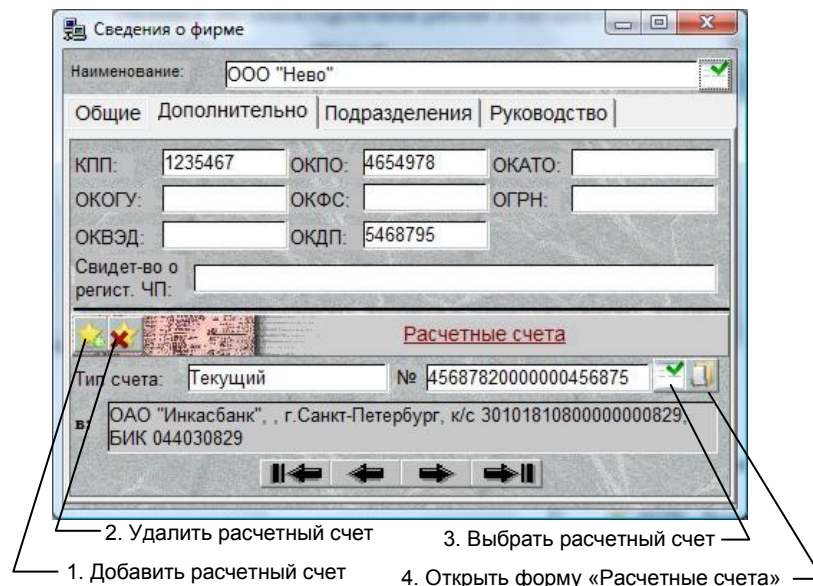 Сведения о фирме
Наименование: ООО "Нево"
Общие Дополнительно Подразделения Руководство
КПП: 1235467 ОКПО: 4654978 ОКАТО:
ОКОГУ: ОКФС: ОГРН:
ОКВЭД: ОКДП: 5468795
Свидет-во о
регист. ЧП:
Расчетные счета
Тип счета: Текущий № 45687820000000456875
в: ОАО "Инкасбанк", , г.Санкт-Петербург, к/с 30101810800000000829,
БИК 044030829
2. Удалить расчетный счет
3. Выбрать расчетный счет
1. Добавить расчетный счет
4. Открыть форму «Расчетные счета»